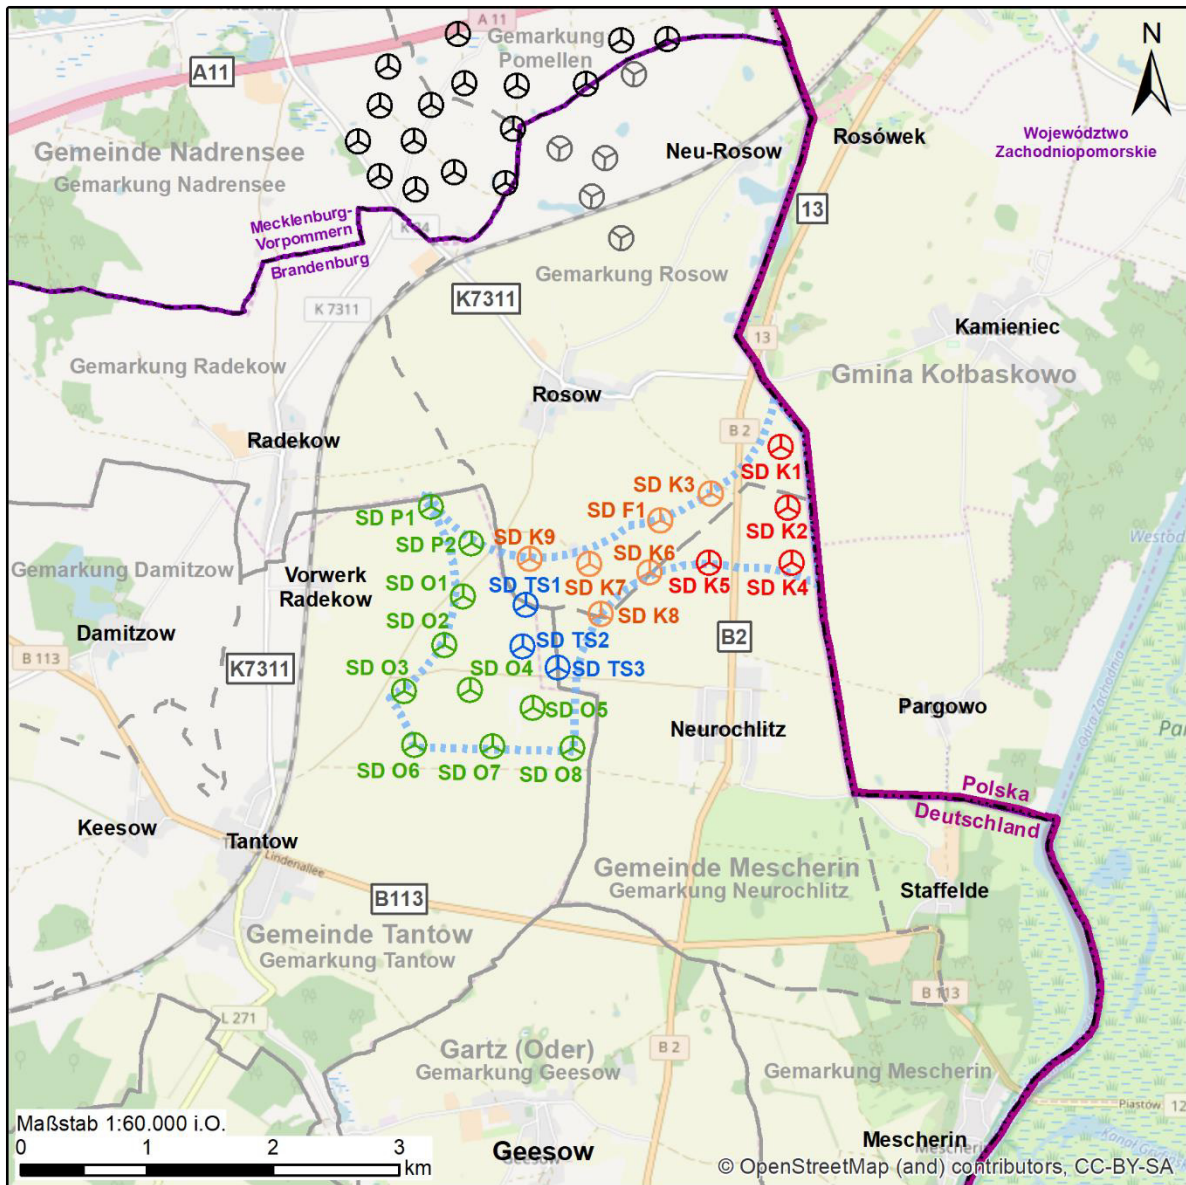 Nadrensee
A 11
Gemarkung
Pomellen
N
A11
Gemeinde Nadrensee
Gemarkung Nadrensee
Neu-Rosow
Rosówek
Województwo
Zachodniopomorskie
13
Mecklenburg-
Vorpommern
Brandenburg
Gemarkung Rosow
K7311
K 7311
13
Kamieniec
Gemarkung Radekow
Gmina Kołbaskowo
Rosow
Radekow
B 2
SD K1
SD K3
SD P1
SD F1
SD K2
SD P2
SD K9
SD K6
Gemarkung Damitzow
Vorwerk
Radekow
SD O1
SD TS1
SD K7
SD K5
SD K4
SD K8
SD O2
Damitzow
B2
SD TS2
B 113
K7311
SD O3
SD O4
SD TS3
SD O5
Pargowo
Neurochlitz
Odra Zachodnia
SD O6
SD O7
SD O8
Polska
Deutschland
Keesow
Tantow
Lindenallee
Gemeinde Mescherin
Gemarkung Neurochlitz
Staffelde
B113
Gemeinde Tantow
Gemarkung Tantow
B 113
L 271
Gartz (Oder)
Gemarkung Geesow
B 2
Gemarkung Mescherin
Piastów
12
Maßstab 1:60.000 i.O.
0 1 2 3
km
Geesow
Mescherin
© OpenStreetMap (and) contributors, CC-BY-SA